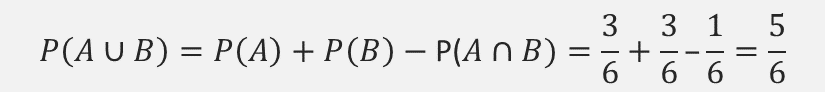 P(A ∪ B) = P(A) + P(B) − P(A ∩ B) = 3/6 + 3/6 - 1/6 = 5/6